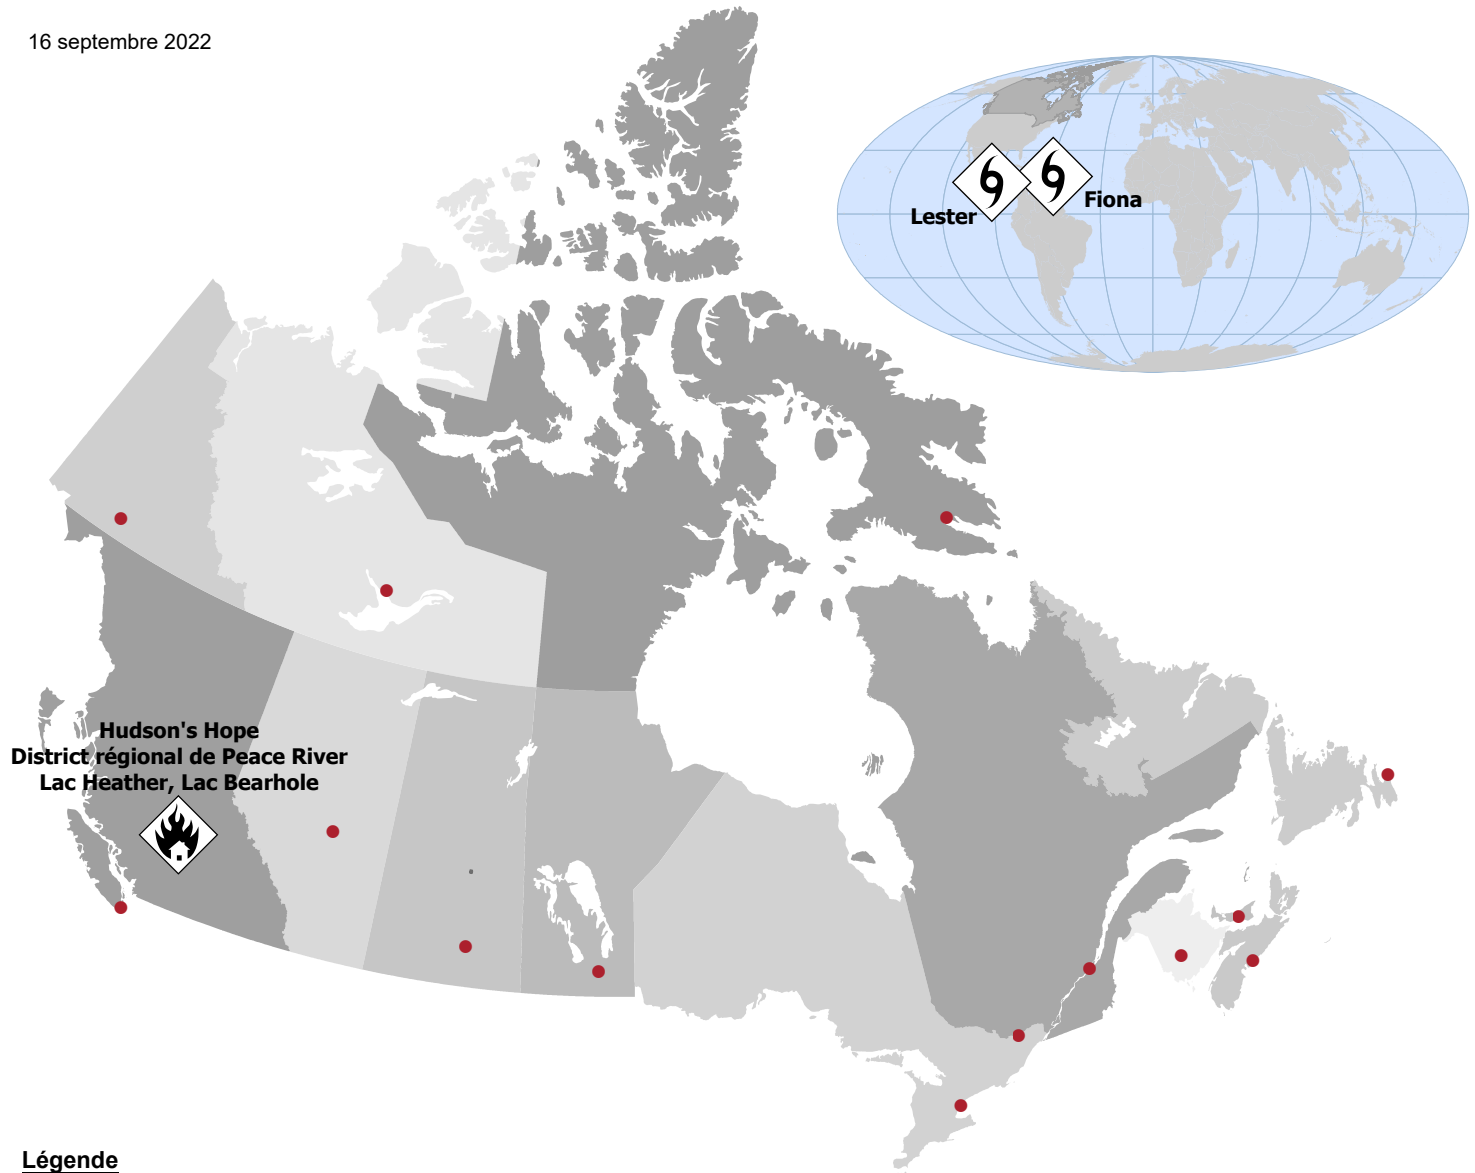 16 septembre 2022
Lester
Fiona
Hudson's Hope
District régional de Peace River
Lac Heather, Lac Bearhole
Légende